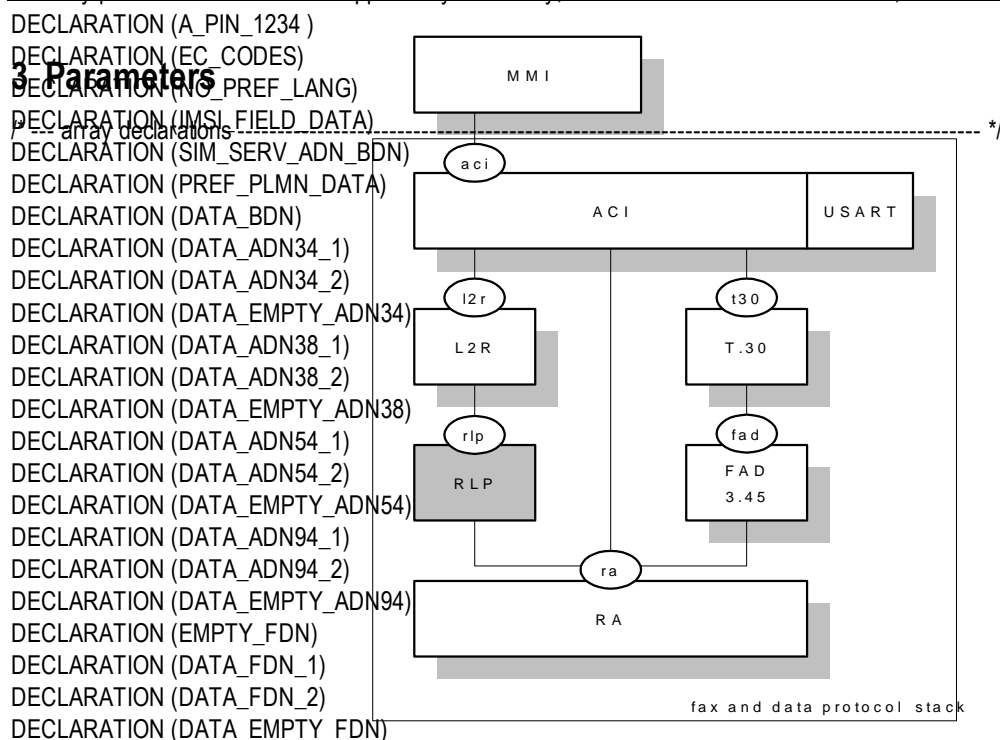 DECLARATION (A_PIN_1234 )
DECLARATION (EC_CODES)
3 Parameters
DECLARATION (NO_PREF_LANG)
DECLARATION (IMSI_FIELD_DATA)
/* --- array declarations --- */
DECLARATION (SIM_SERV_ADN_BDN)
DECLARATION (PREF_PLMN_DATA)
DECLARATION (DATA_BDN)
DECLARATION (DATA_ADN34_1)
DECLARATION (DATA_ADN34_2)
DECLARATION (DATA_EMPTY_ADN34)
DECLARATION (DATA_ADN38_1)
DECLARATION (DATA_ADN38_2)
DECLARATION (DATA_EMPTY_ADN38)
DECLARATION (DATA_ADN54_1)
DECLARATION (DATA_ADN54_2)
DECLARATION (DATA_EMPTY_ADN54)
DECLARATION (DATA_ADN94_1)
DECLARATION (DATA_ADN94_2)
DECLARATION (DATA_EMPTY_ADN94)
DECLARATION (EMPTY_FDN)
DECLARATION (DATA_FDN_1)
DECLARATION (DATA_FDN_2)
DECLARATION (DATA_EMPTY_FDN)
MMI
aci
ACI
USART
l2r
t30
L2R
T.30
rlp
fad
RLP
FAD
3.45
ra
RA
fax and data protocol stack